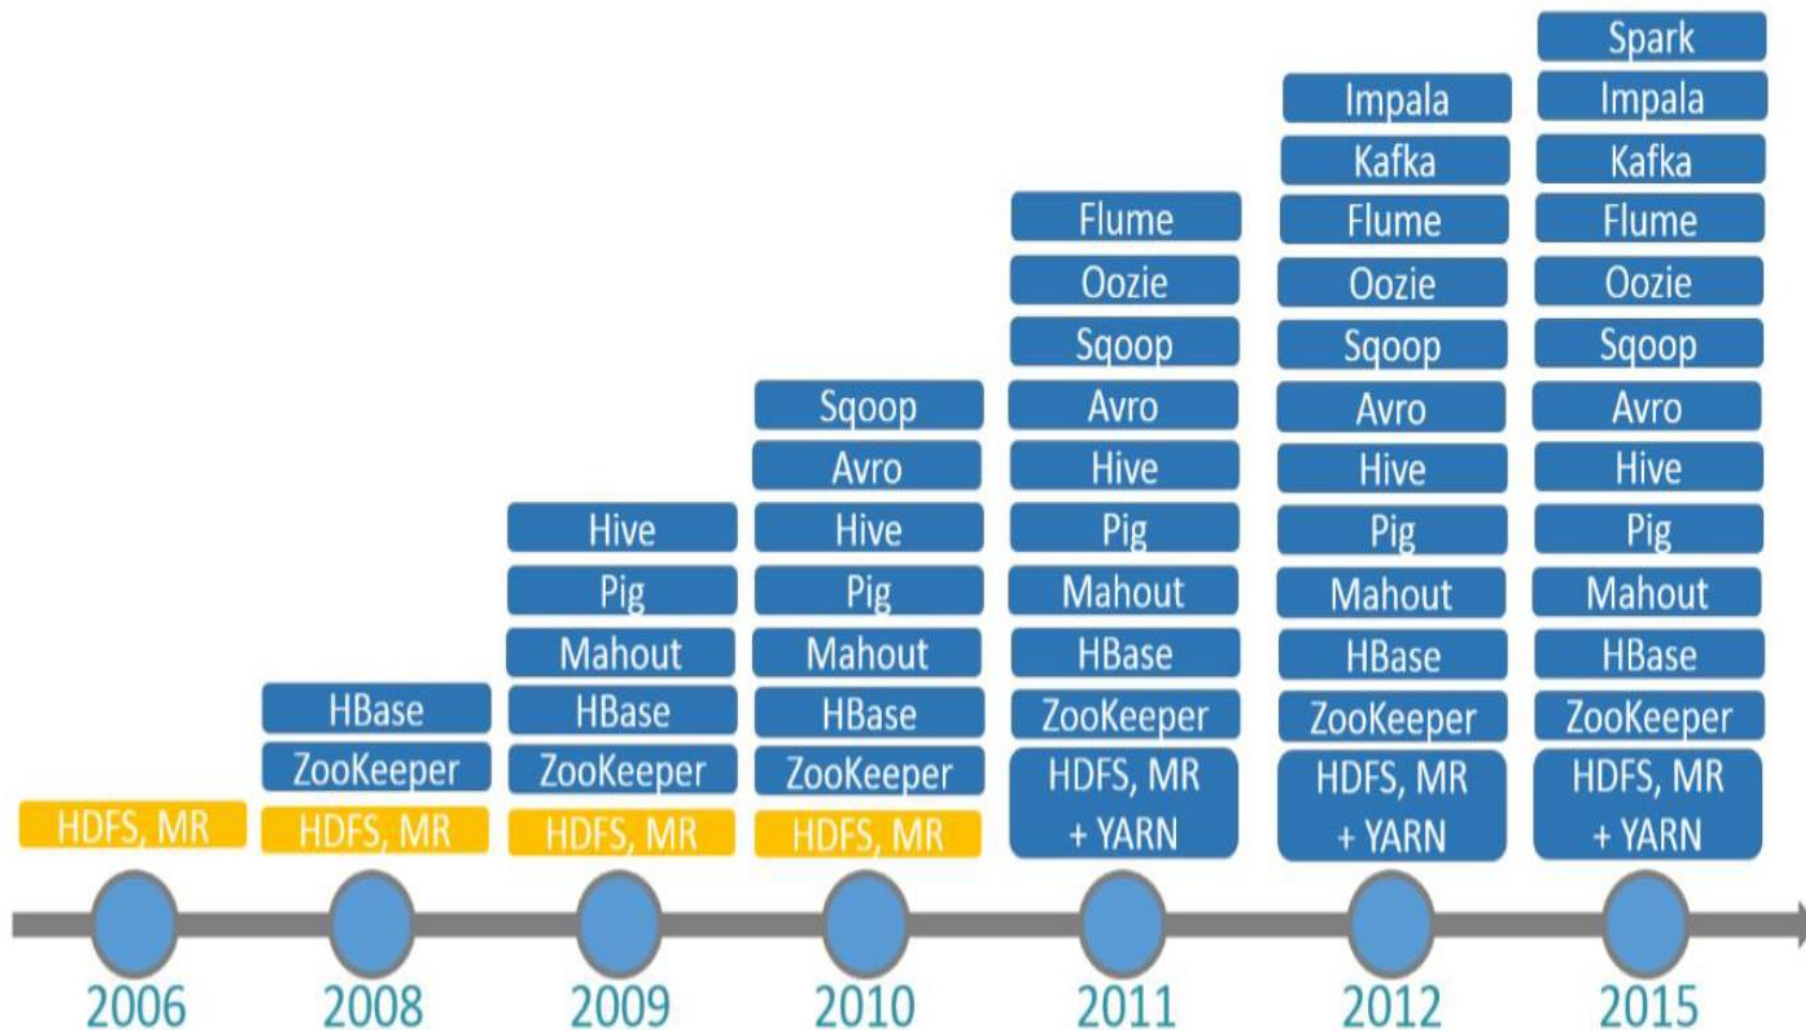 HDFS, MR
2006
HBase
ZooKeeper
HDFS, MR
2008
Hive
Pig
Mahout
HBase
ZooKeeper
HDFS, MR
2009
Sqoop
Avro
Hive
Pig
Mahout
HBase
ZooKeeper
HDFS, MR
2010
Flume
Oozie
Sqoop
Avro
Hive
Pig
Mahout
HBase
ZooKeeper
HDFS, MR
+ YARN
2011
Impala
Kafka
Flume
Oozie
Sqoop
Avro
Hive
Pig
Mahout
HBase
ZooKeeper
HDFS, MR
+ YARN
2012
Spark
Impala
Kafka
Flume
Oozie
Sqoop
Avro
Hive
Pig
Mahout
HBase
ZooKeeper
HDFS, MR
+ YARN
2015